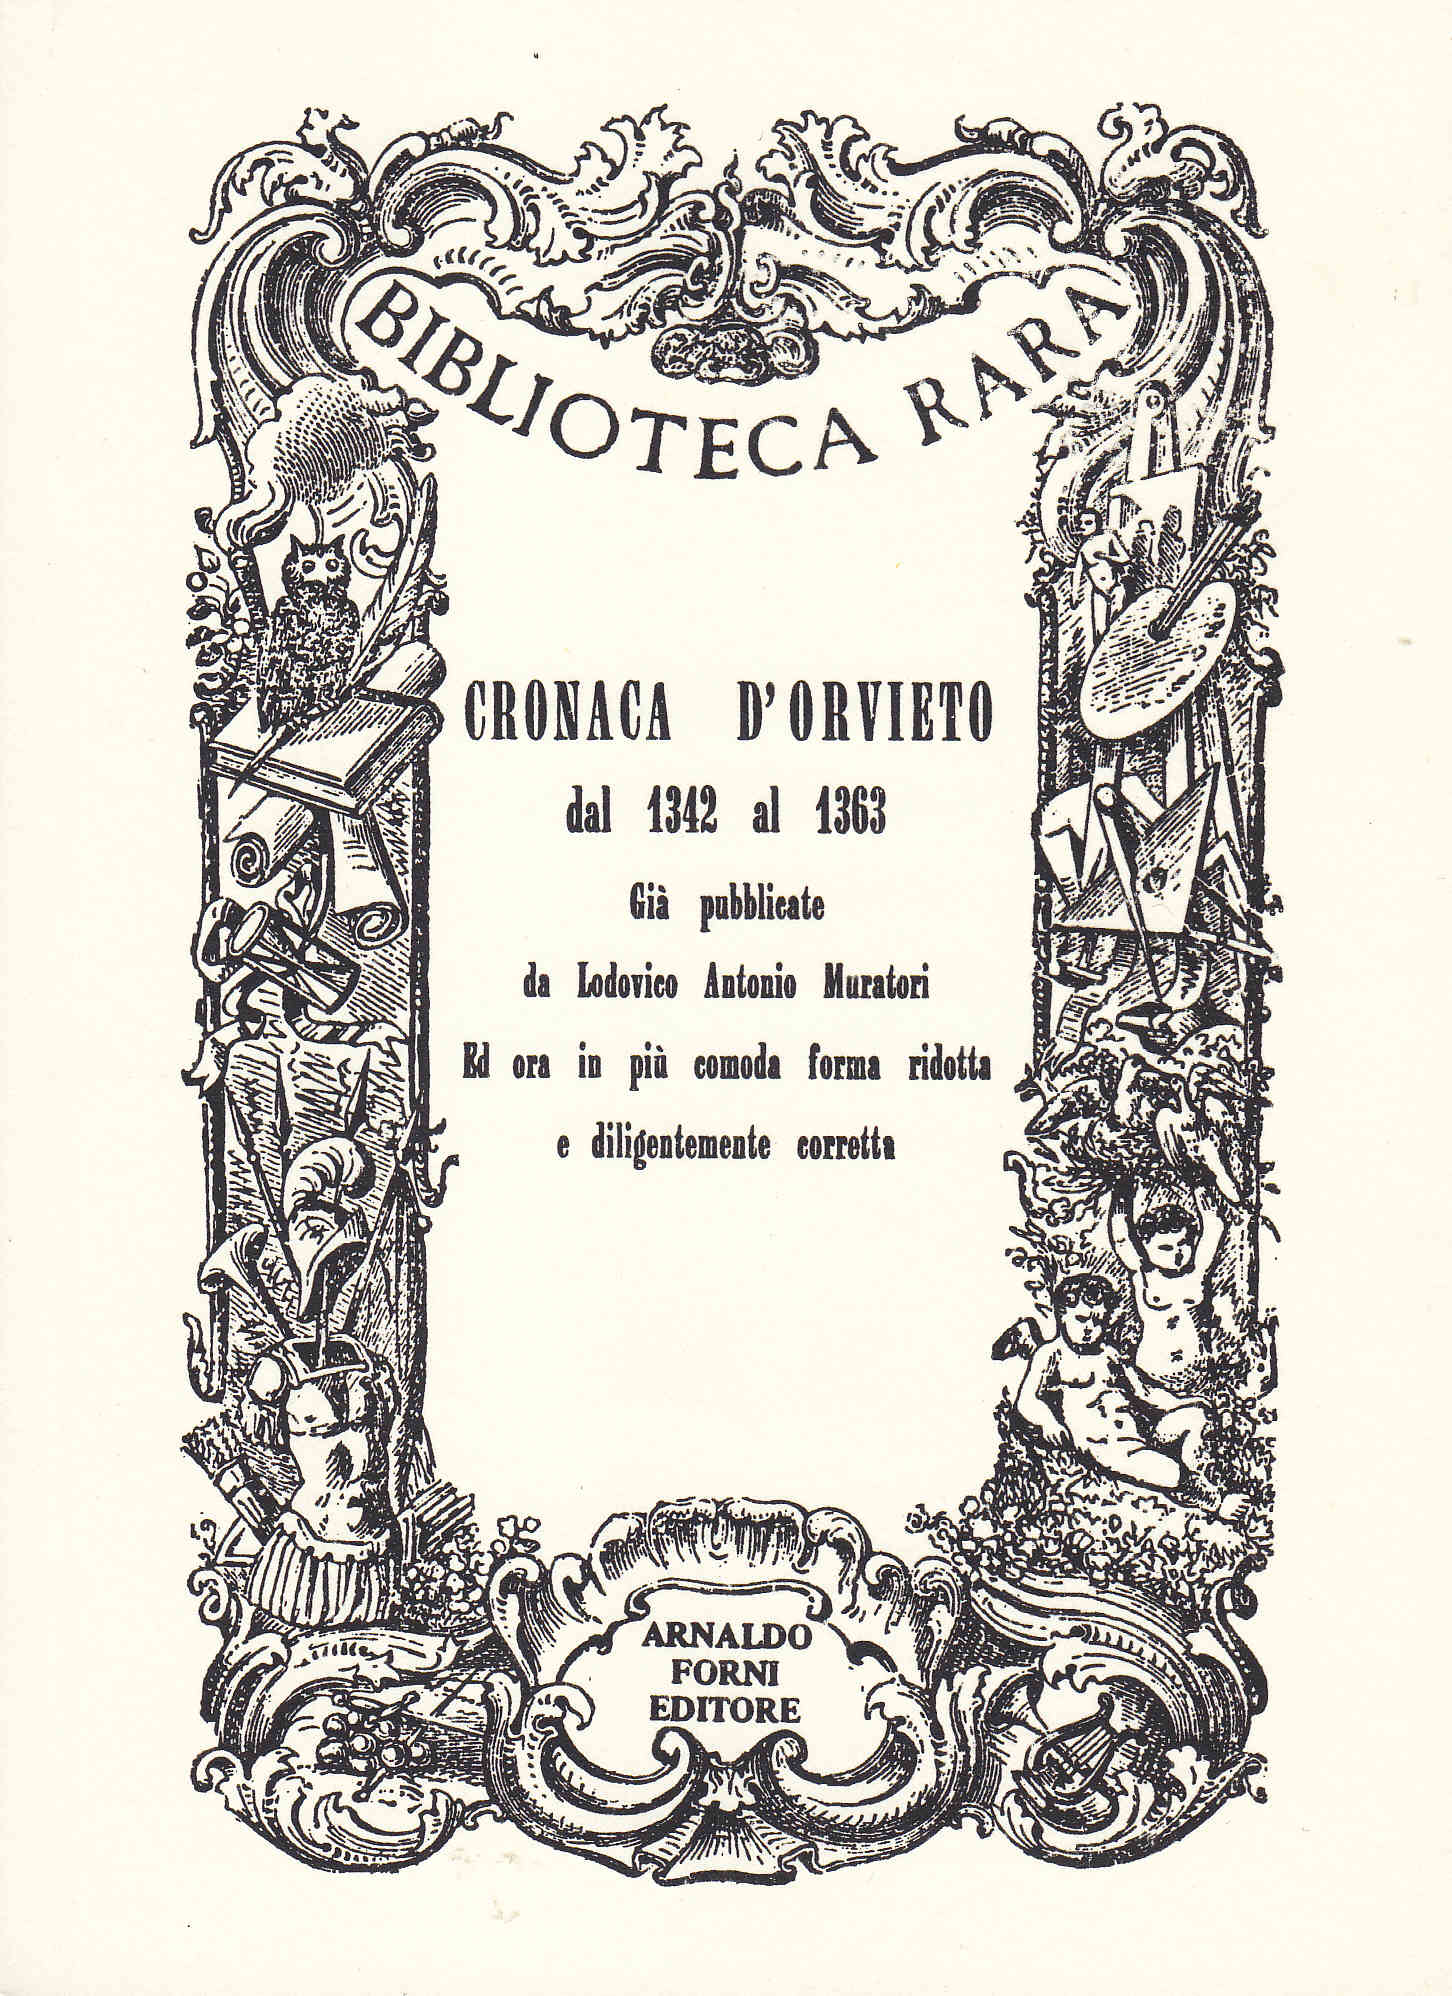 BIBLIOTECA RARA
CRONACA D'ORVIETO
dal 1342 al 1363
Già pubblicate
da Lodovico Antonio Muratori
Ed ora in più comoda forma ridotta
e diligentemente corretta
ARNALDO
FORNI
EDITORE